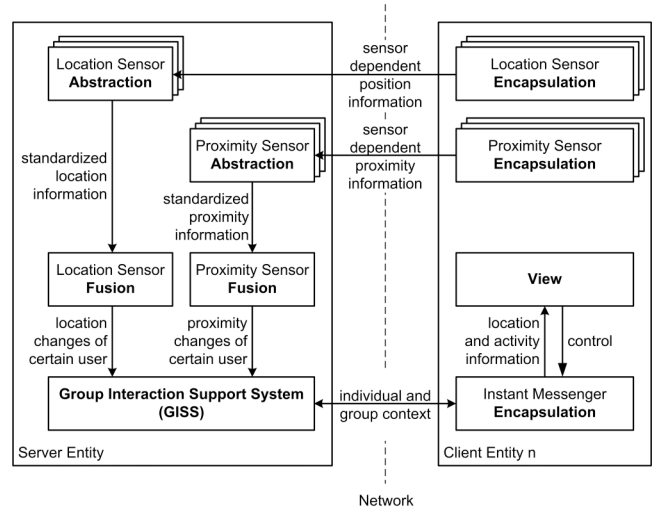 Location Sensor
Abstraction
sensor
dependent
position
information
Location Sensor
Encapsulation
Proximity Sensor
Abstraction
sensor
dependent
proximity
information
Proximity Sensor
Encapsulation
standardized
location
information
standardized
proximity
information
Location Sensor
Fusion
Proximity Sensor
Fusion
View
location
changes of
certain user
proximity
changes of
certain user
location
and activity
information
control
Group Interaction Support System
(GISS)
individual and
group context
Instant Messenger
Encapsulation
Server Entity
Client Entity n
Network